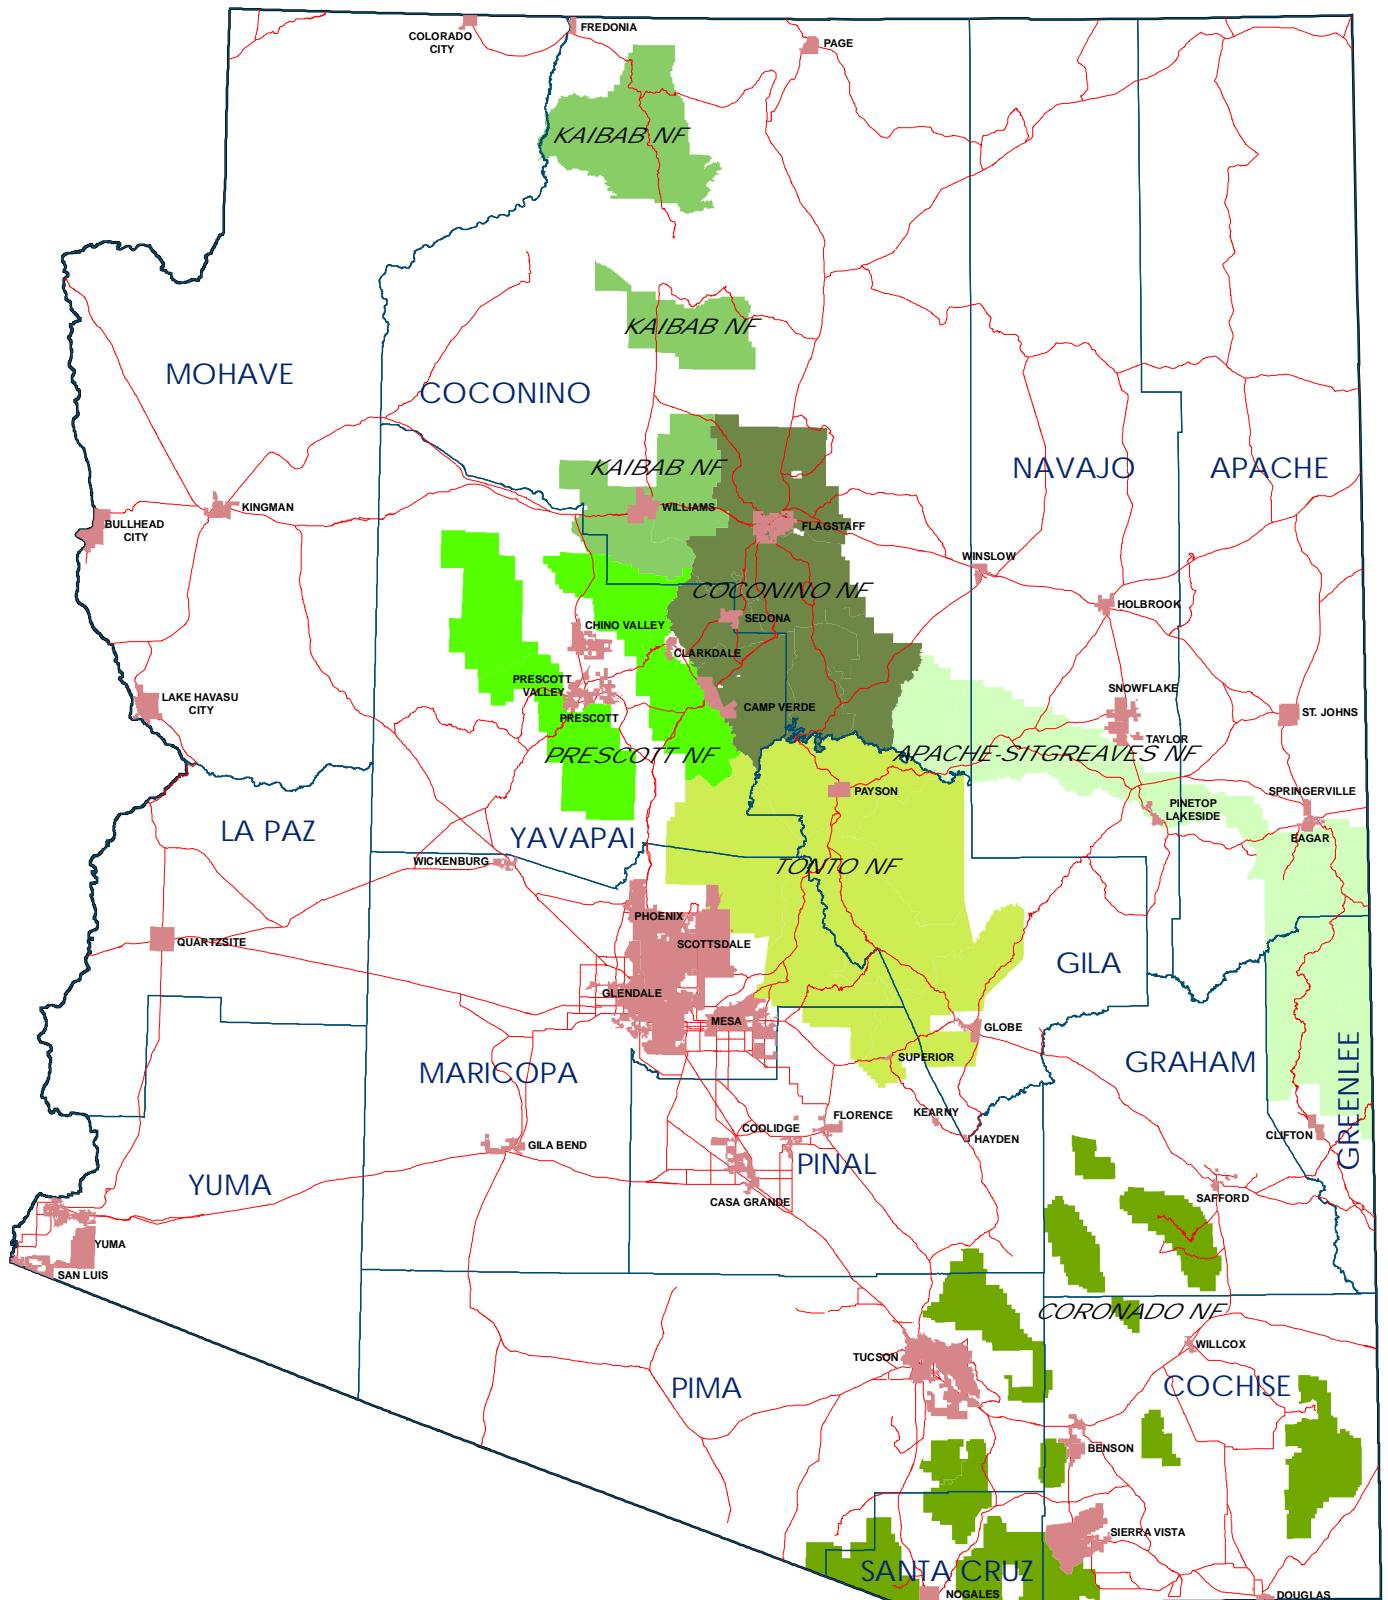 COLORADO
CITY
FREDONIA
PAGE
KAIBAB NF
KAIBAB NF
MOHAVE
COCONINO
KAIBAB NF
NAVAJO
APACHE
KINGMAN
WILLIAMS
BULLHEAD
CITY
FLAGSTAFF
WINSLOW
COCONINO NF
HOLBROOK
CHINO VALLEY
SEDONA
CLARKDALE
PRESCOTT
VALLEY
SNOWFLAKE
LAKE HAVASU
CITY
CAMP VERDE
ST. JOHNS
PRESCOTT
TAYLOR
PRESCOTT NF
APACHE-SITGREAVES NF
PAYSON
SPRINGERVILLE
PINETOP
LAKESIDE
LA PAZ
YAVAPAI
EAGAR
WICKENBURG
TONTO NF
PHOENIX
QUARTZSITE
SCOTTSDALE
GILA
GLENDALE
MESA
GLOBE
SUPERIOR
MARICOPA
GRAHAM
GREENLEE
KEARNY
FLORENCE
COOLIDGE
HAYDEN
CLIFTON
GILA BEND
PINAL
YUMA
CASA GRANDE
SAFFORD
YUMA
SAN LUIS
CORONADO NF
WILLCOX
TUCSON
PIMA
COCHISE
BENSON
SIERRA VISTA
SANTA CRUZ
NOGALES
DOUGLAS